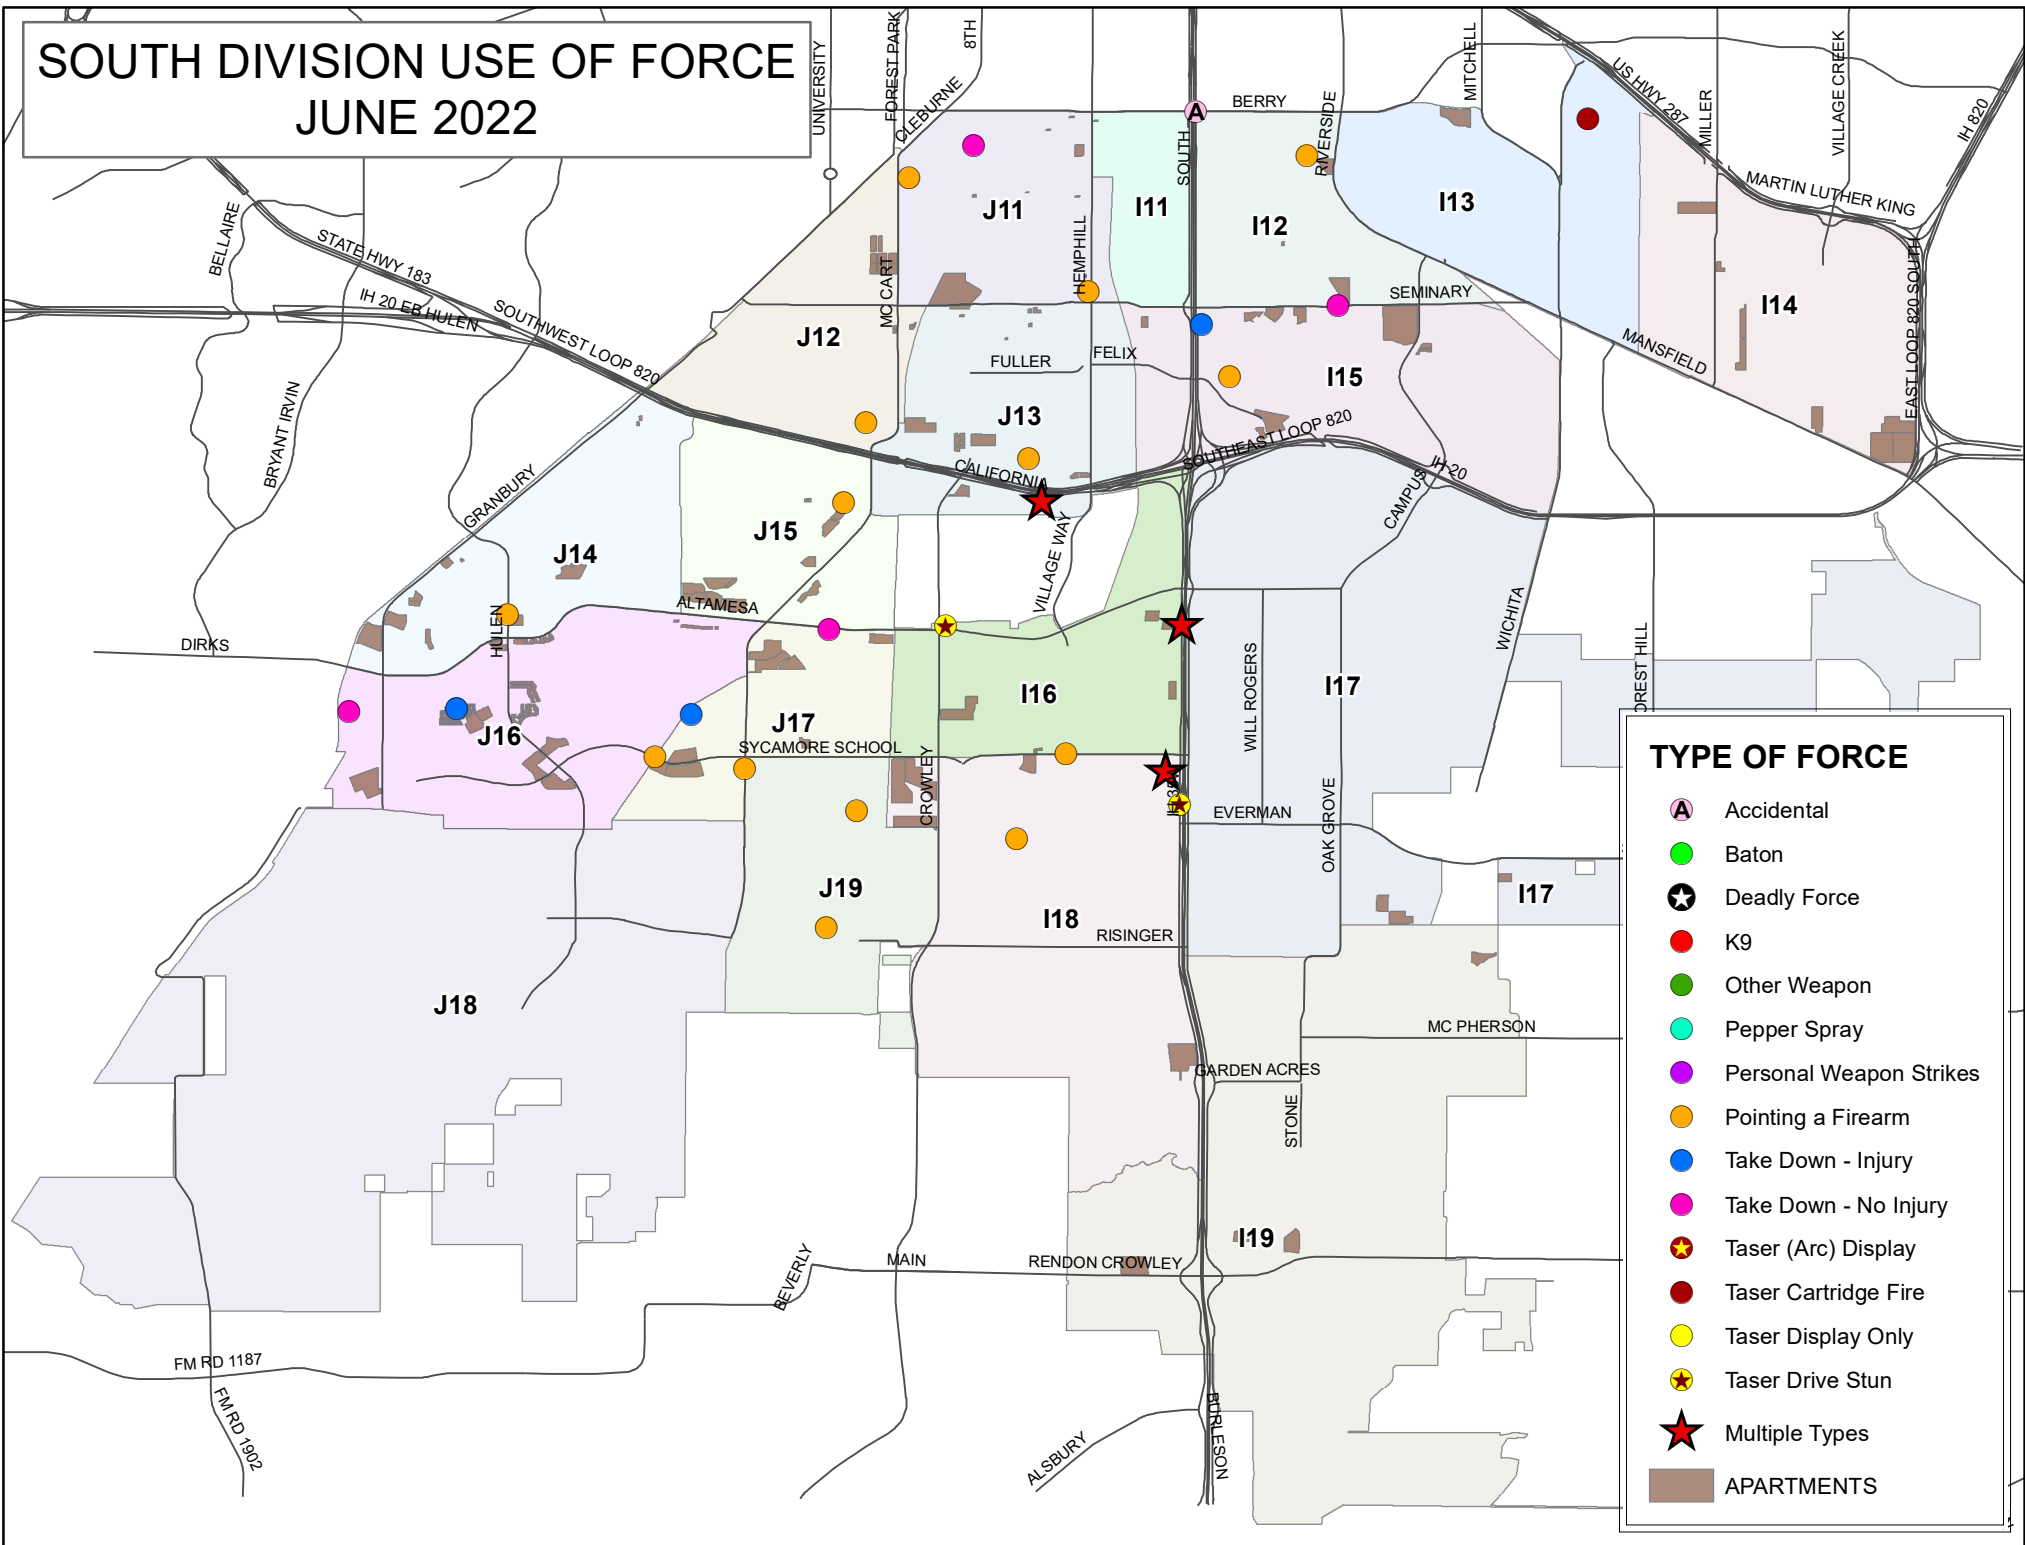 SOUTH DIVISION USE OF FORCE
JUNE 2022
UNIVERSITY
FOREST PARK
8TH
CLEBURNE
BERRY
SOUTH
RIVERSIDE
MITCHELL
US HWY 287
MILLER
VILLAGE CREEK
IH 820
MARTIN LUTHER KING
A
BELLAIRE
STATE HWY 183
IH 20 EB HULEN
SOUTHWEST LOOP 820
MC CART
HEMPHILL
J11
I11
I12
I13
I14
SEMINARY
MANSFIELD
EAST LOOP 820 SOUTH
J12
FULLER
FELIX
I15
J13
BRYANT IRVIN
GRANBURY
CALIFORNIA
SOUTHEAST LOOP 820
IH 20
CAMPUS
J15
J14
VILLAGE WAY
ALTAMESA
HULEN
DIRKS
WICHITA
WILL ROGERS
I16
I17
J17
J16
SYCAMORE SCHOOL
CROWLEY
EVERMAN
OAK GROVE
J19
I17
I18
RISINGER
J18
MC PHERSON
GARDEN ACRES
STONE
I19
MAIN
RENDON CROWLEY
BEVERLY
FM RD 1187
FM RD 1902
ALSBURY
BURLESON
TYPE OF FORCE
A Accidental
Baton
Deadly Force
K9
Other Weapon
Pepper Spray
Personal Weapon Strikes
Pointing a Firearm
Take Down - Injury
Take Down - No Injury
Taser (Arc) Display
Taser Cartridge Fire
Taser Display Only
Taser Drive Stun
Multiple Types
APARTMENTS